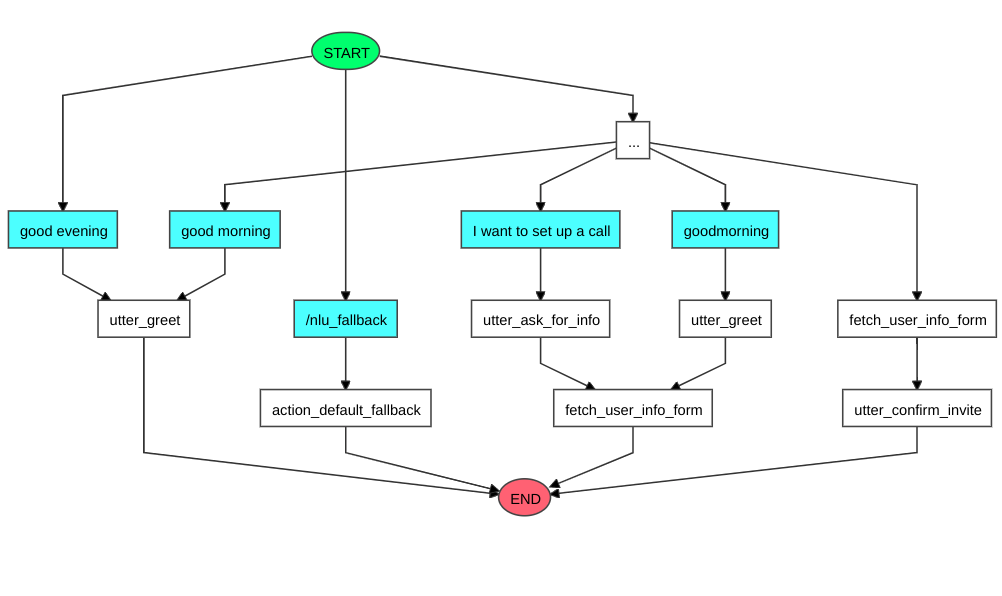 START
...
good evening
good morning
I want to set up a call
goodmorning
utter_greet
/nlu_fallback
utter_ask_for_info
utter_greet
fetch_user_info_form
action_default_fallback
fetch_user_info_form
utter_confirm_invite
END